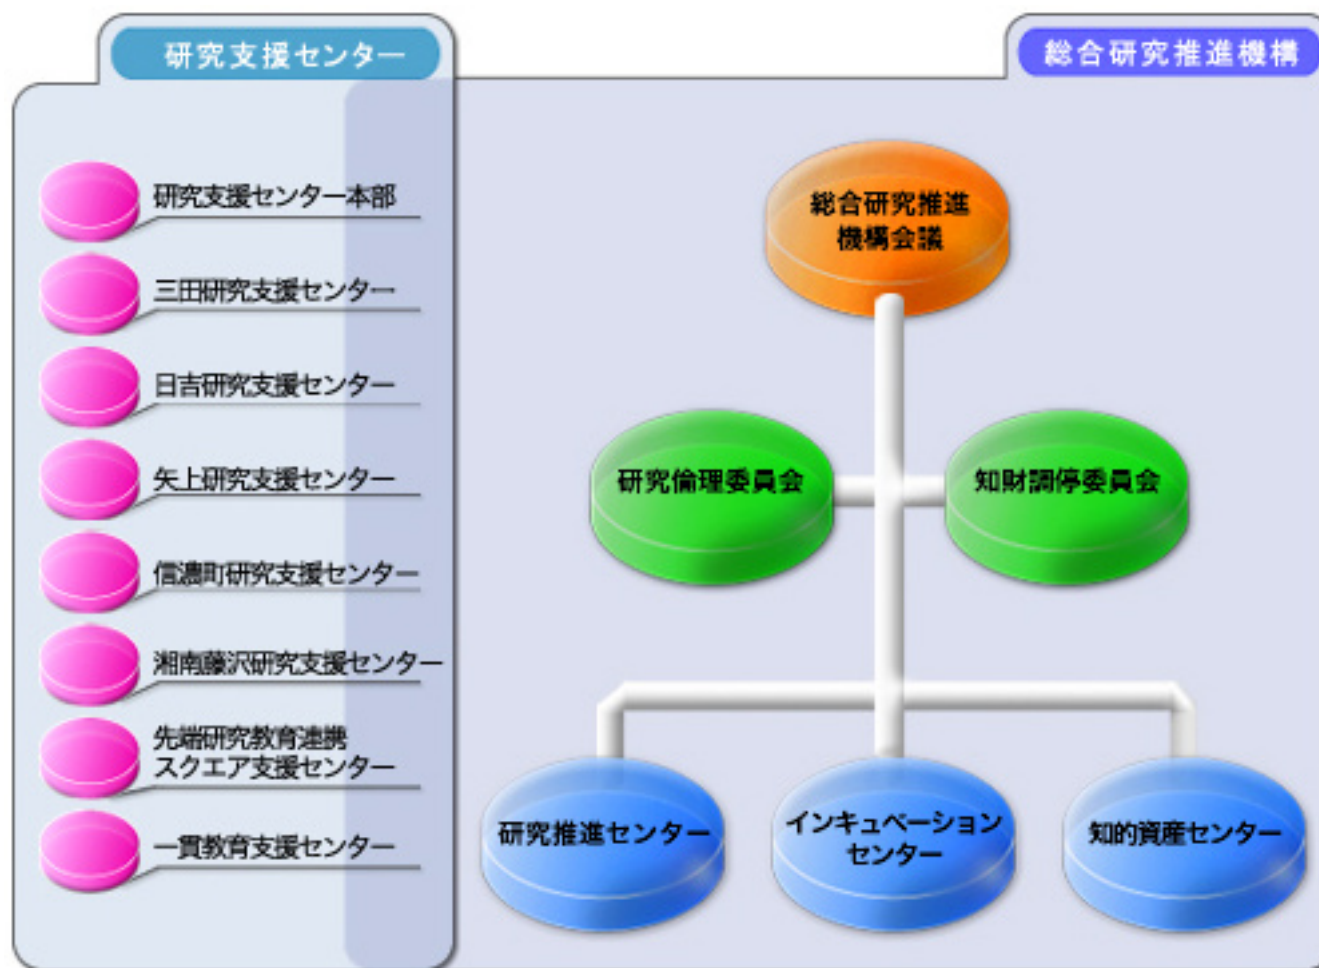 研究支援センター
総合研究推進機構
研究支援センター本部
三田研究支援センター
日吉研究支援センター
矢上研究支援センター
信濃町研究支援センター
湘南藤沢研究支援センター
先端研究教育連携
スクエア支援センター
一貫教育支援センター
総合研究推進
機構会議
研究倫理委員会
知財調停委員会
研究推進センター
インキュベーション
センター
知的資産センター